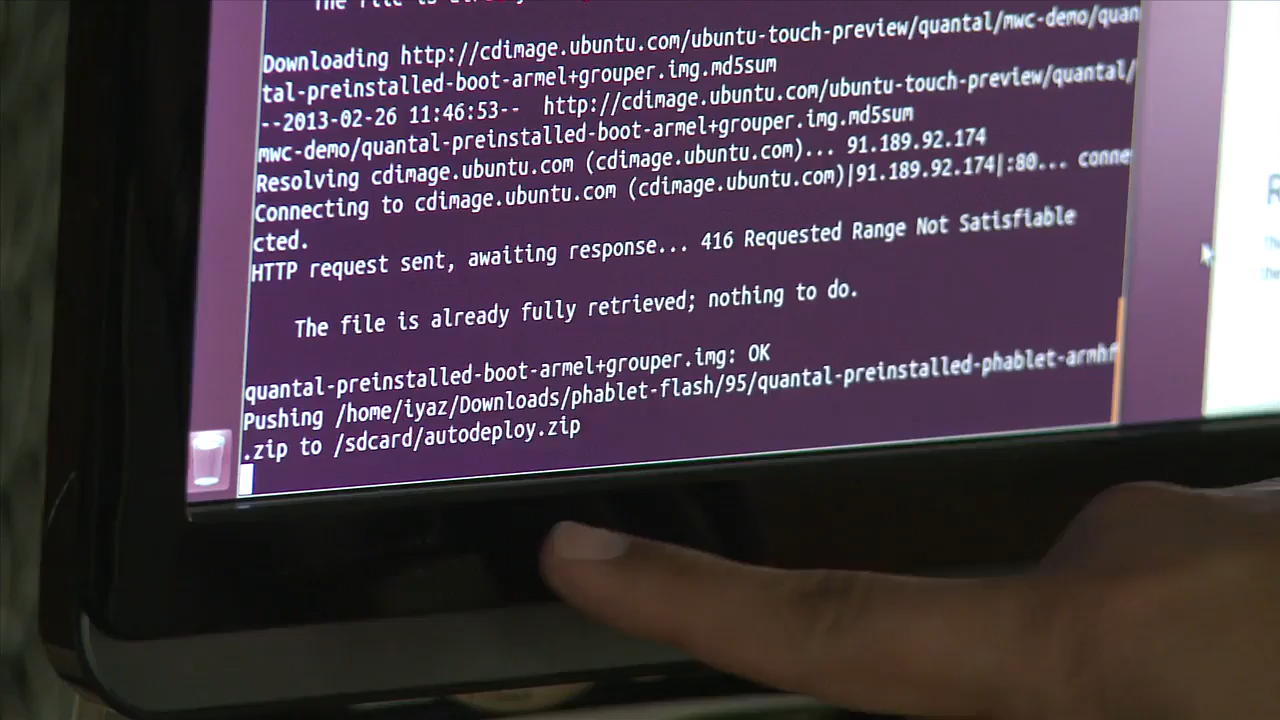 The file is already
Downloading http://cdimage.ubuntu.com/ubuntu-touch-preview/quantal/mwc-demo/quan
tal-preinstalled-boot-armel+grouper.img.md5sum
--2013-02-26 11:46:53--  http://cdimage.ubuntu.com/ubuntu-touch-preview/quantal/
mwc-demo/quantal-preinstalled-boot-armel+grouper.img.md5sum
Resolving cdimage.ubuntu.com (cdimage.ubuntu.com)... 91.189.92.174
Connecting to cdimage.ubuntu.com (cdimage.ubuntu.com)|91.189.92.174|:80... conne
cted.
HTTP request sent, awaiting response... 416 Requested Range Not Satisfiable
The file is already fully retrieved; nothing to do.
quantal-preinstalled-boot-armel+grouper.img: OK
Pushing /home/iyaz/Downloads/phablet-flash/95/quantal-preinstalled-phablet-armhf
.zip to /sdcard/autodeploy.zip